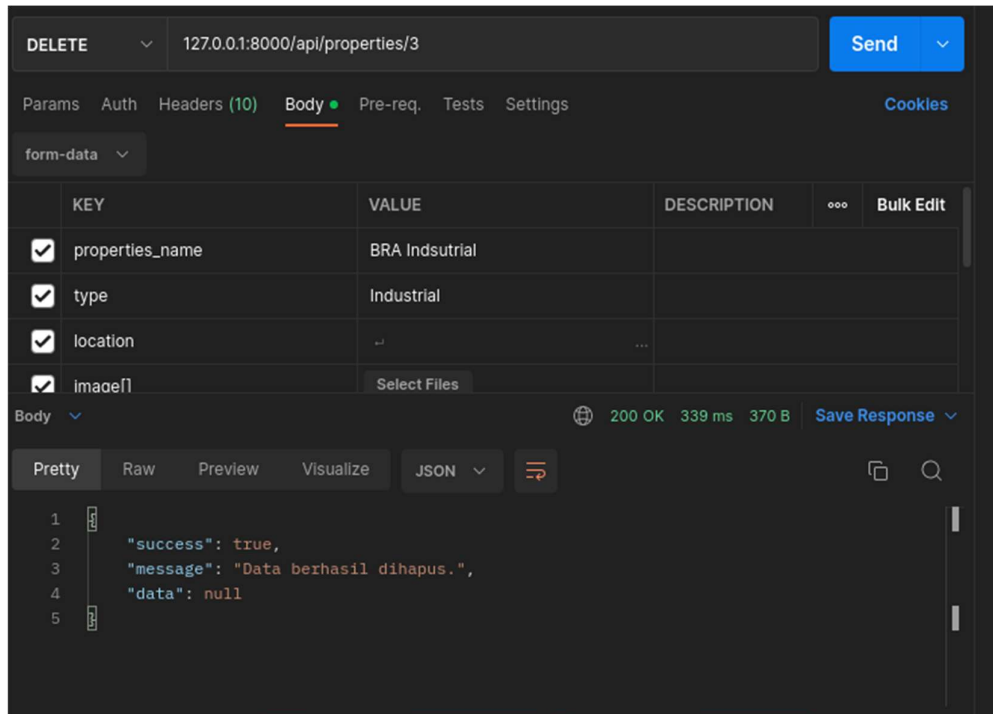 DELETE 127.0.0.1:8000/api/properties/3 Send
Params Auth Headers (10) Body Pre-req. Tests Settings Cookies
form-data
KEY VALUE DESCRIPTION ooo Bulk Edit
properties_name BRA Indsutrial
type Industrial
location ↵ ...
image[] Select Files
Body 200 OK 339 ms 370 B Save Response
Pretty Raw Preview Visualize JSON
1 {
2 "success": true,
3 "message": "Data berhasil dihapus.",
4 "data": null
5 }